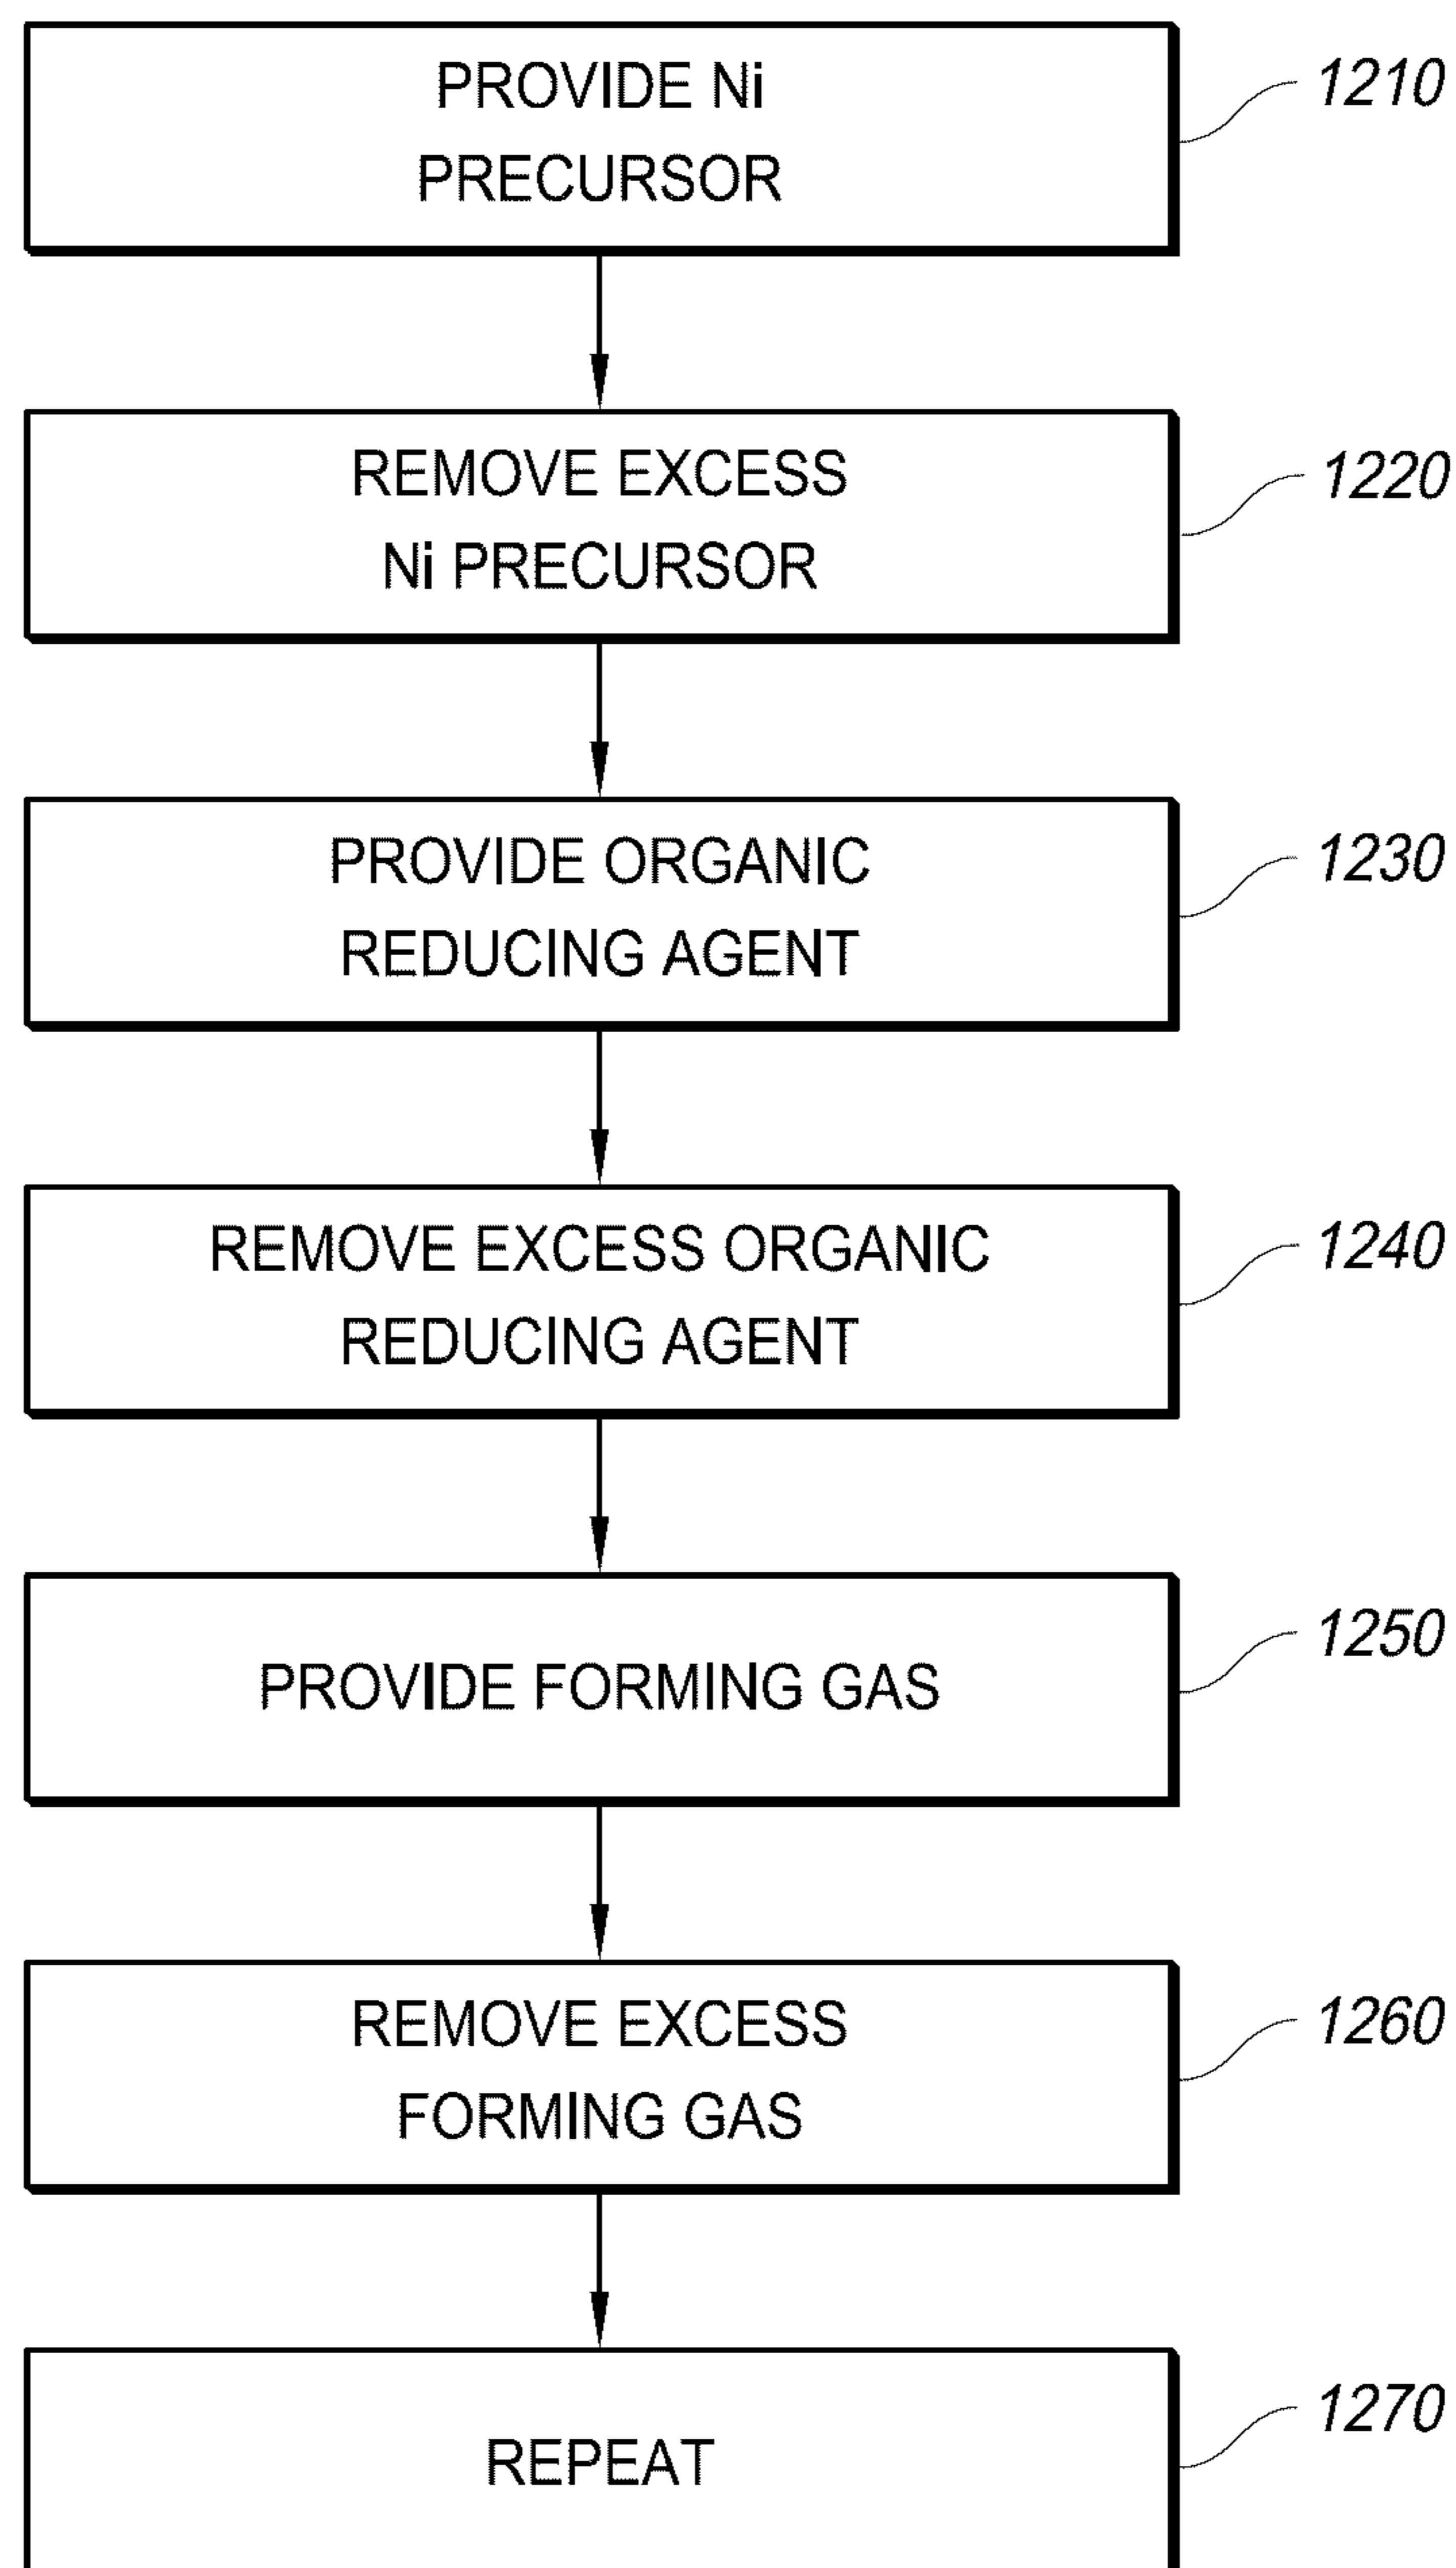 PROVIDE Ni
PRECURSOR
1210
REMOVE EXCESS
Ni PRECURSOR
1220
PROVIDE ORGANIC
REDUCING AGENT
1230
REMOVE EXCESS ORGANIC
REDUCING AGENT
1240
PROVIDE FORMING GAS
1250
REMOVE EXCESS
FORMING GAS
1260
REPEAT
1270